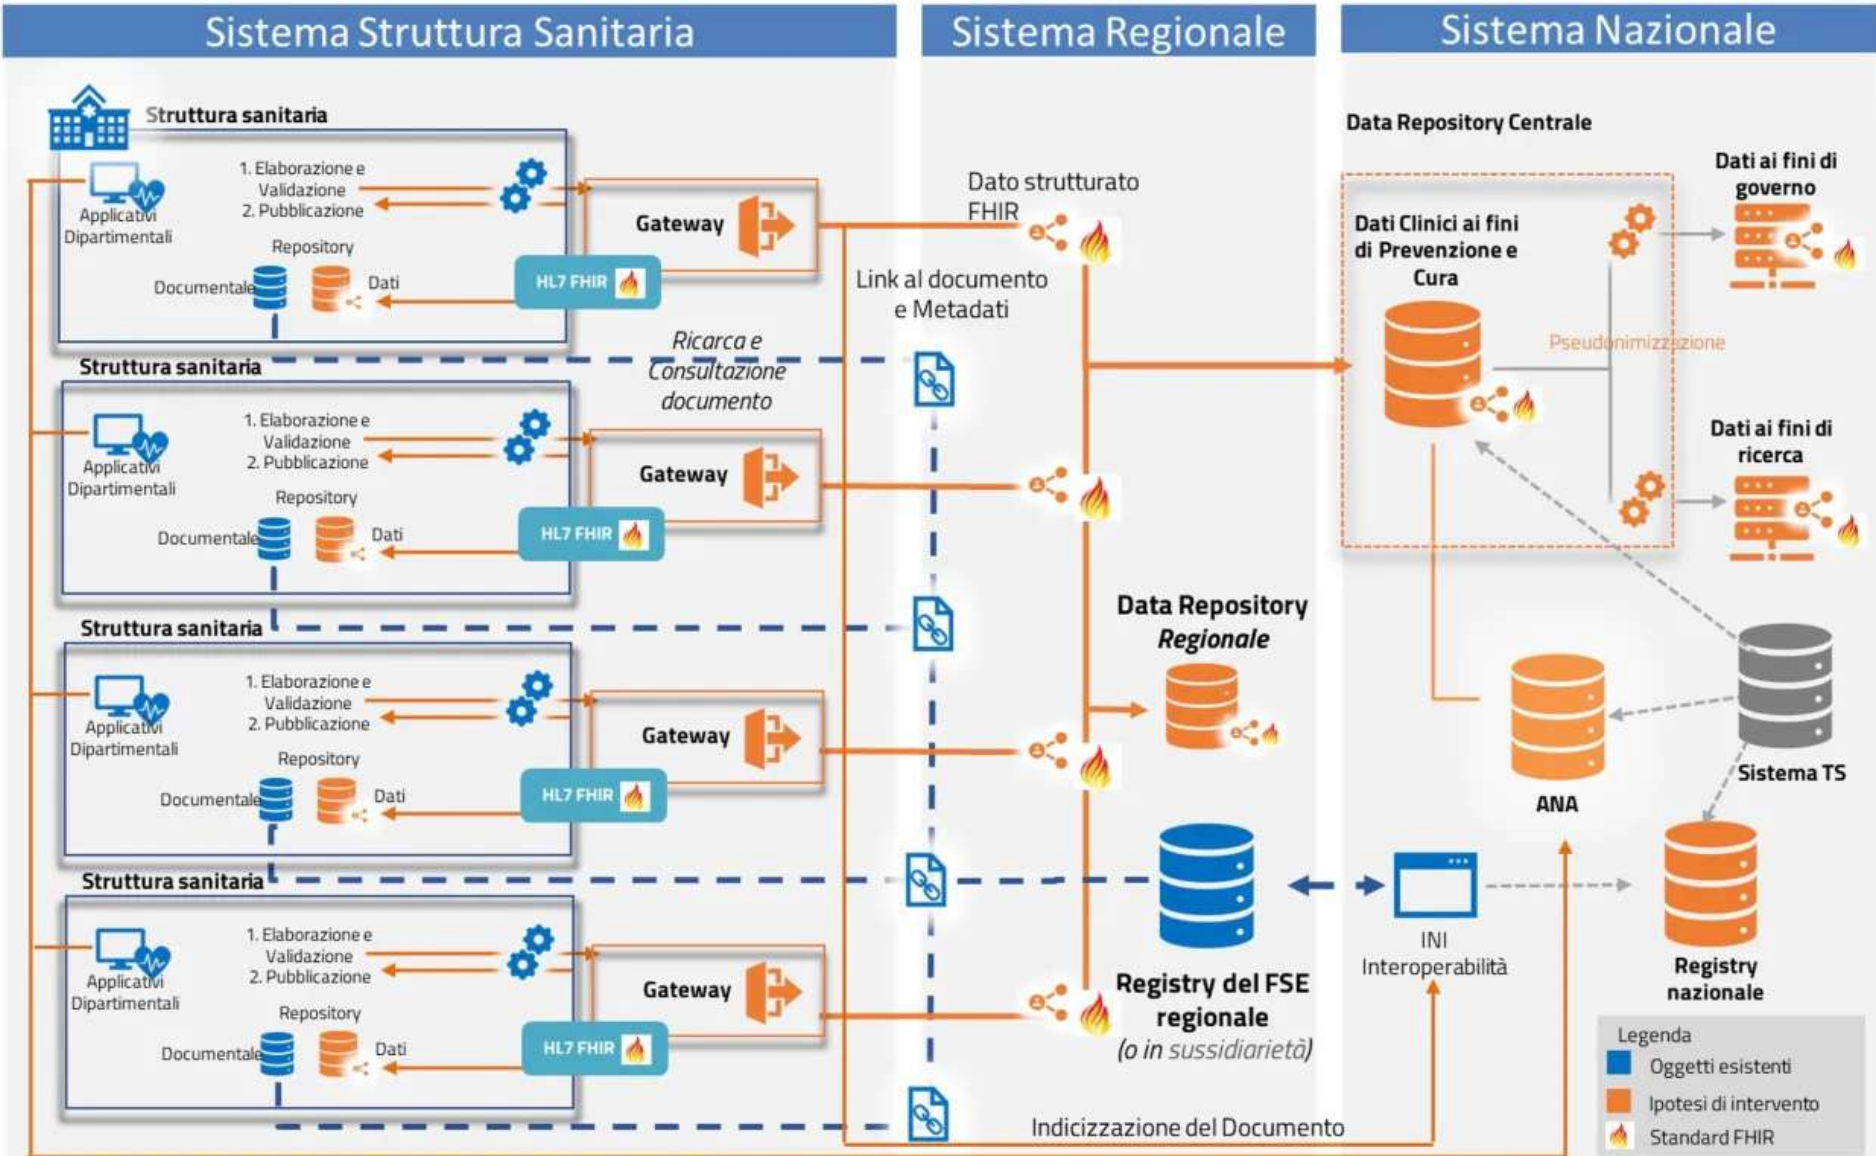 Sistema Struttura Sanitaria
Sistema Regionale
Sistema Nazionale
Struttura sanitaria
Applicativi
Dipartimentali
1. Elaborazione e
Validazione
2. Pubblicazione
Repository
Documentale
Dati
HL7 FHIR
Gateway
Ricarca e
Consultazione
documento
Struttura sanitaria
Applicativi
Dipartimentali
1. Elaborazione e
Validazione
2. Pubblicazione
Repository
Documentale
Dati
HL7 FHIR
Gateway
Struttura sanitaria
Applicativi
Dipartimentali
1. Elaborazione e
Validazione
2. Pubblicazione
Repository
Documentale
Dati
HL7 FHIR
Gateway
Struttura sanitaria
Applicativi
Dipartimentali
1. Elaborazione e
Validazione
2. Pubblicazione
Repository
Documentale
Dati
HL7 FHIR
Gateway
Dato strutturato
FHIR
Link al documento
e Metadati
Data Repository
Regionale
Registry del FSE
regionale
(o in sussidiarietà)
Indicizzazione del Documento
Data Repository Centrale
Dati Clinici ai fini
di Prevenzione e
Cura
Pseudonimizzazione
Dati ai fini di
governo
Dati ai fini di
ricerca
Sistema TS
ANA
INI
Interoperabilità
Registry
nazionale
Legenda
Oggetti esistenti
Ipotesi di intervento
Standard FHIR